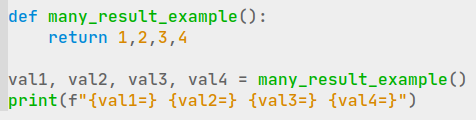 def many_result_example():
    return 1,2,3,4
val1, val2, val3, val4 = many_result_example()
print(f"{val1=} {val2=} {val3=} {val4=}")